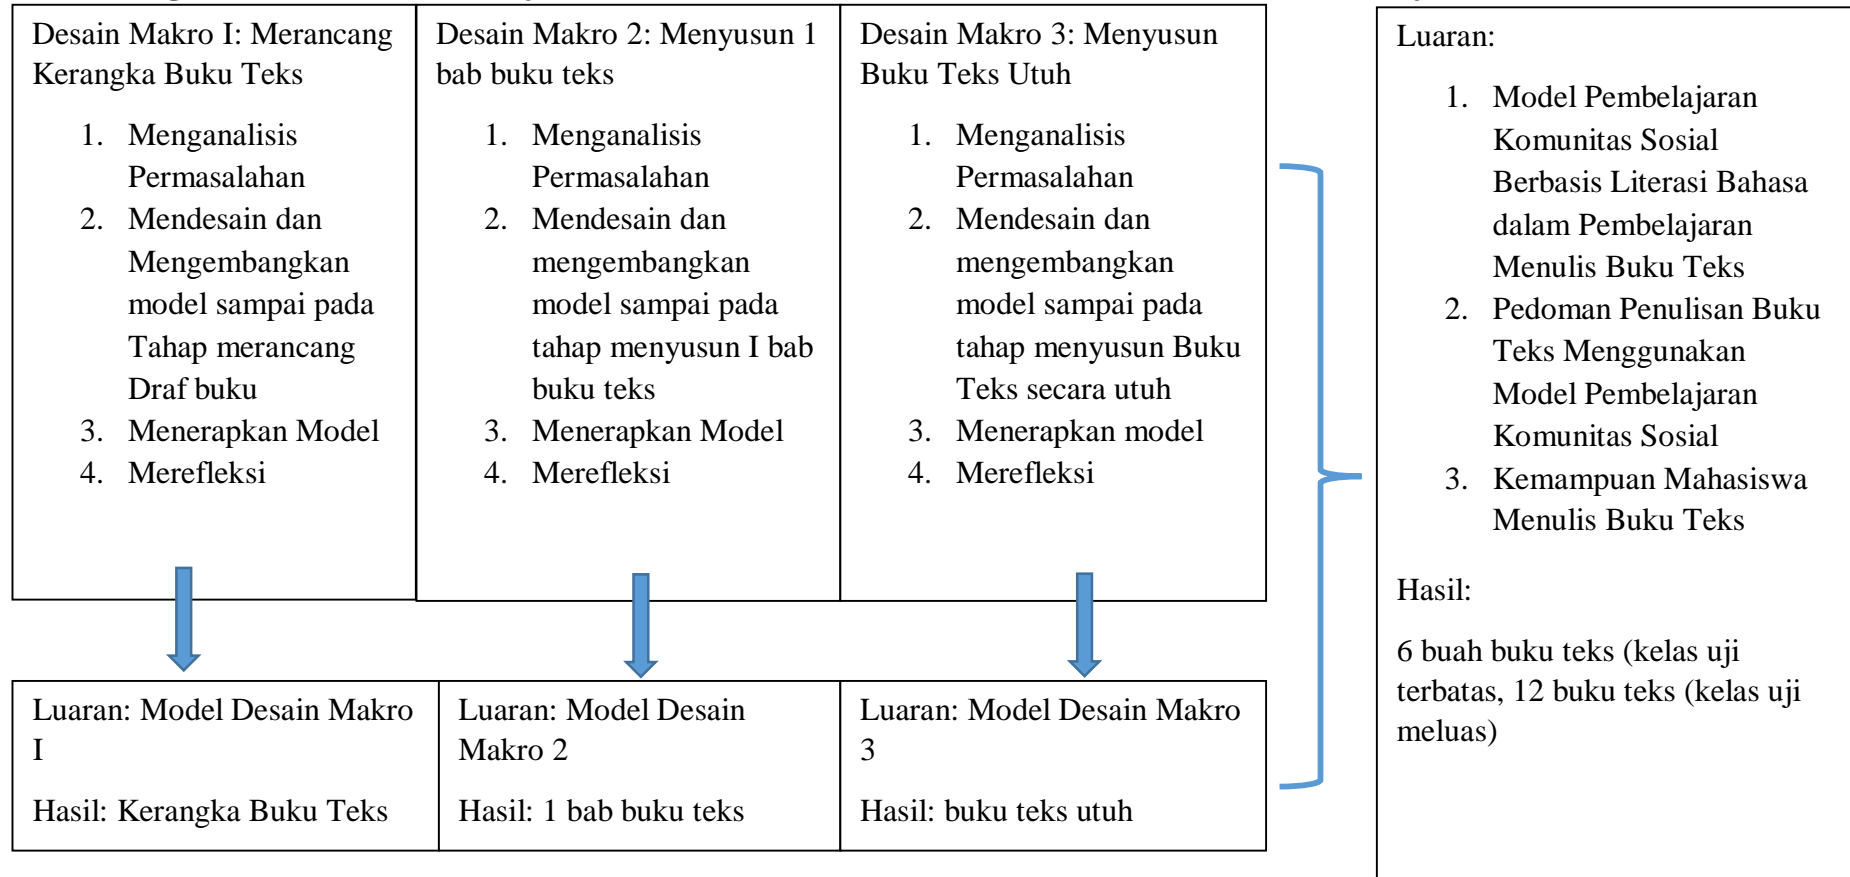 Desain Makro I: Merancang
Kerangka Buku Teks
1. Menganalisis
Permasalahan
2. Mendesain dan
Mengembangkan
model sampai pada
Tahap merancang
Draf buku
3. Menerapkan Model
4. Merefleksi
Desain Makro 2: Menyusun 1
bab buku teks
1. Menganalisis
Permasalahan
2. Mendesain dan
mengembangkan
model sampai pada
tahap menyusun I bab
buku teks
3. Menerapkan Model
4. Merefleksi
Desain Makro 3: Menyusun
Buku Teks Utuh
1. Menganalisis
Permasalahan
2. Mendesain dan
mengembangkan
model sampai pada
tahap menyusun Buku
Teks secara utuh
3. Menerapkan model
4. Merefleksi
Luaran: Model Desain Makro
I
Hasil: Kerangka Buku Teks
Luaran: Model Desain
Makro 2
Hasil: 1 bab buku teks
Luaran: Model Desain Makro
3
Hasil: buku teks utuh
Luaran:
1. Model Pembelajaran
Komunitas Sosial
Berbasis Literasi Bahasa
dalam Pembelajaran
Menulis Buku Teks
2. Pedoman Penulisan Buku
Teks Menggunakan
Model Pembelajaran
Komunitas Sosial
3. Kemampuan Mahasiswa
Menulis Buku Teks
Hasil:
6 buah buku teks (kelas uji
terbatas, 12 buku teks (kelas uji
meluas)